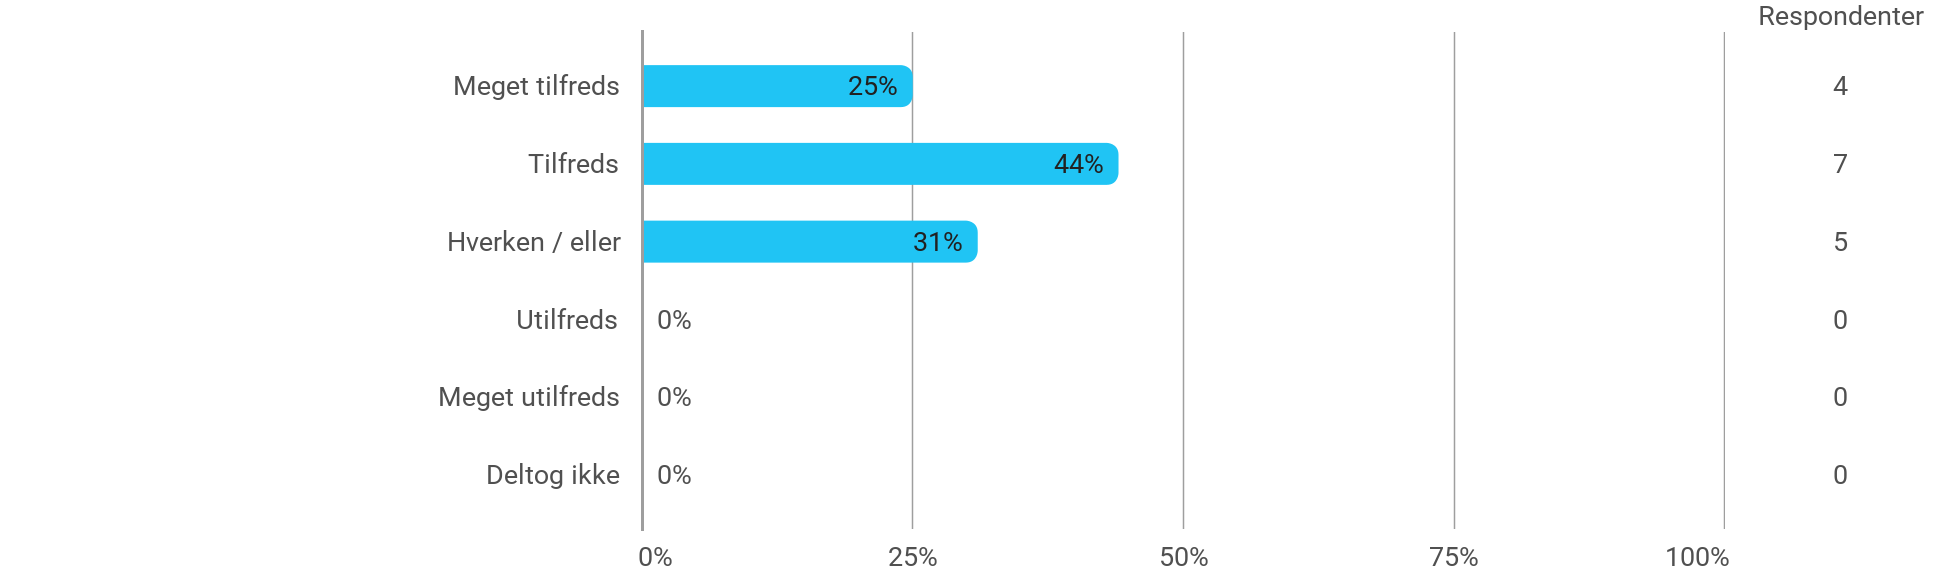 Respondenter
Meget tilfreds 25% 4
Tilfreds 44% 7
Hverken / eller 31% 5
Utilfreds 0% 0
Meget utilfreds 0% 0
Deltog ikke 0% 0
0% 25% 50% 75% 100%